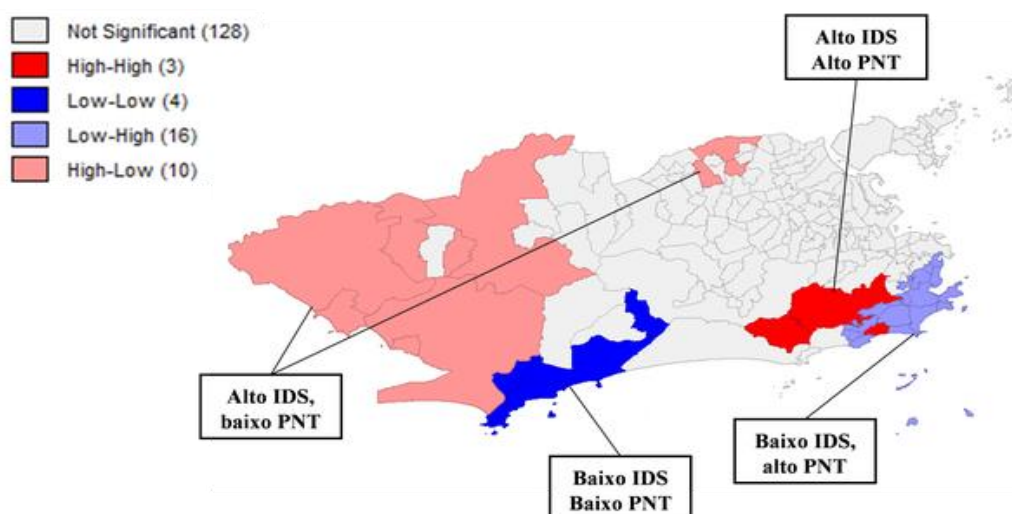 Not Significant (128)
High-High (3)
Low-Low (4)
Low-High (16)
High-Low (10)
Alto IDS
Alto PNT
Alto IDS,
baixo PNT
Baixo IDS
Baixo PNT
Baixo IDS,
alto PNT